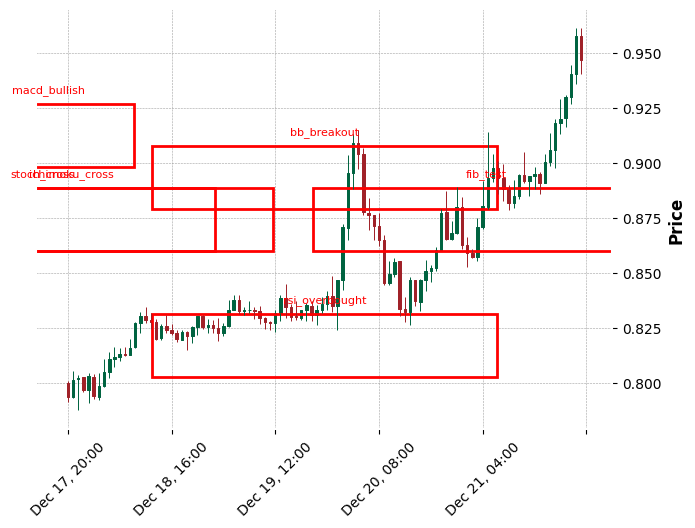 macd_bullish
0.950
0.925
bb_breakout
0.900
stoch_cross
ichimoku_cross
fib_test
0.875
0.850
rsi_overbought
0.825
0.800
Price
Dec 17, 20:00
Dec 18, 16:00
Dec 19, 12:00
Dec 20, 08:00
Dec 21, 04:00